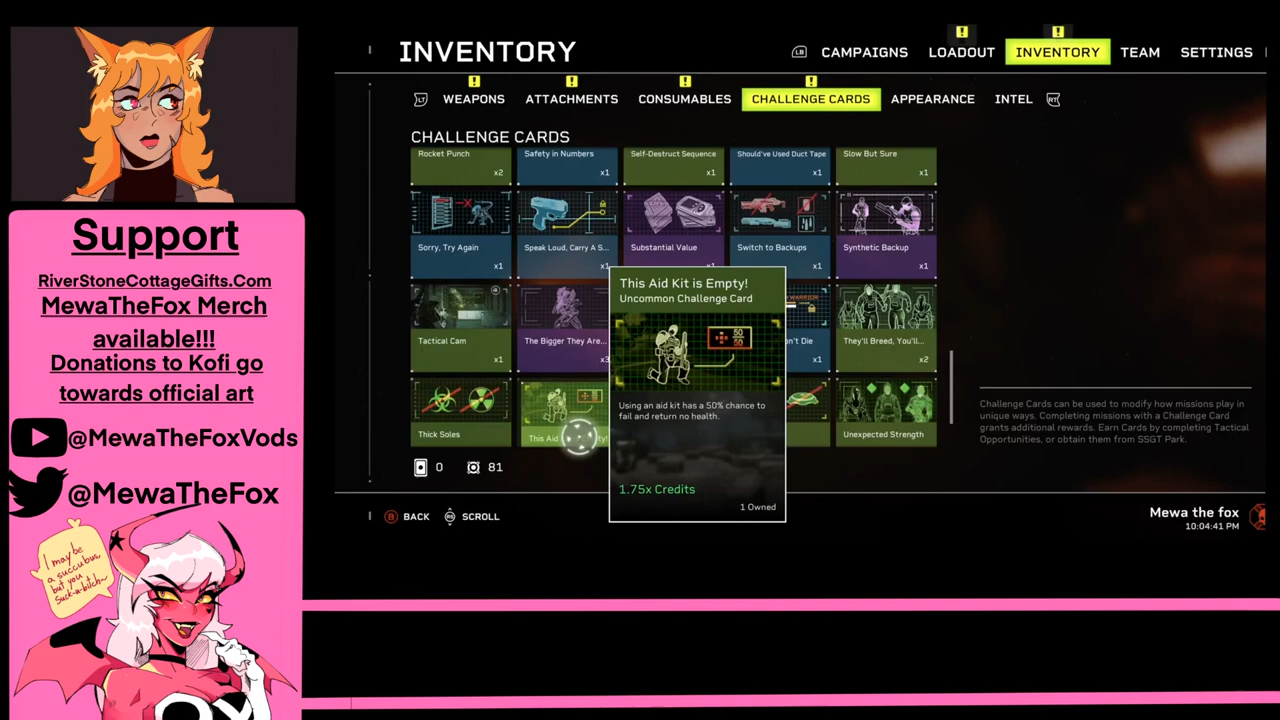 Support
RiverStoneCottageGifts.Com
MewaTheFox Merch
available!!!
Donations to Kofi go
towards official art
@MewaTheFoxVods
@MewaTheFox
I maybe
a succubus,
but you
suck-a-bitch~
INVENTORY
LB CAMPAIGNS LOADOUT INVENTORY TEAM SETTINGS
LT WEAPONS ATTACHMENTS CONSUMABLES CHALLENGE CARDS APPEARANCE INTEL RT
CHALLENGE CARDS
Rocket Punch
x2
Safety in Numbers
x1
Self-Destruct Sequence
x1
Should've Used Duct Tape
x1
Slow But Sure
x1
Sorry, Try Again
x1
Speak Loud, Carry A S...
x1
Substantial Value
x1
Switch to Backups
x1
Synthetic Backup
x1
Tactical Cam
x1
The Bigger They Are...
x3
WARRIOR
n't Die
x1
They'll Breed, You'll...
x2
Thick Soles
This Aid
Unexpected Strength
This Aid Kit is Empty!
Uncommon Challenge Card
50
50
Using an aid kit has a 50% chance to
fail and return no health.
1.75x Credits
1 Owned
Challenge Cards can be used to modify how missions play in
unique ways. Completing missions with a Challenge Card
grants additional rewards. Earn Cards by completing Tactical
Opportunities, or obtain them from SSGT Park.
0 81
B BACK RS SCROLL
Mewa the fox
10:04:41 PM